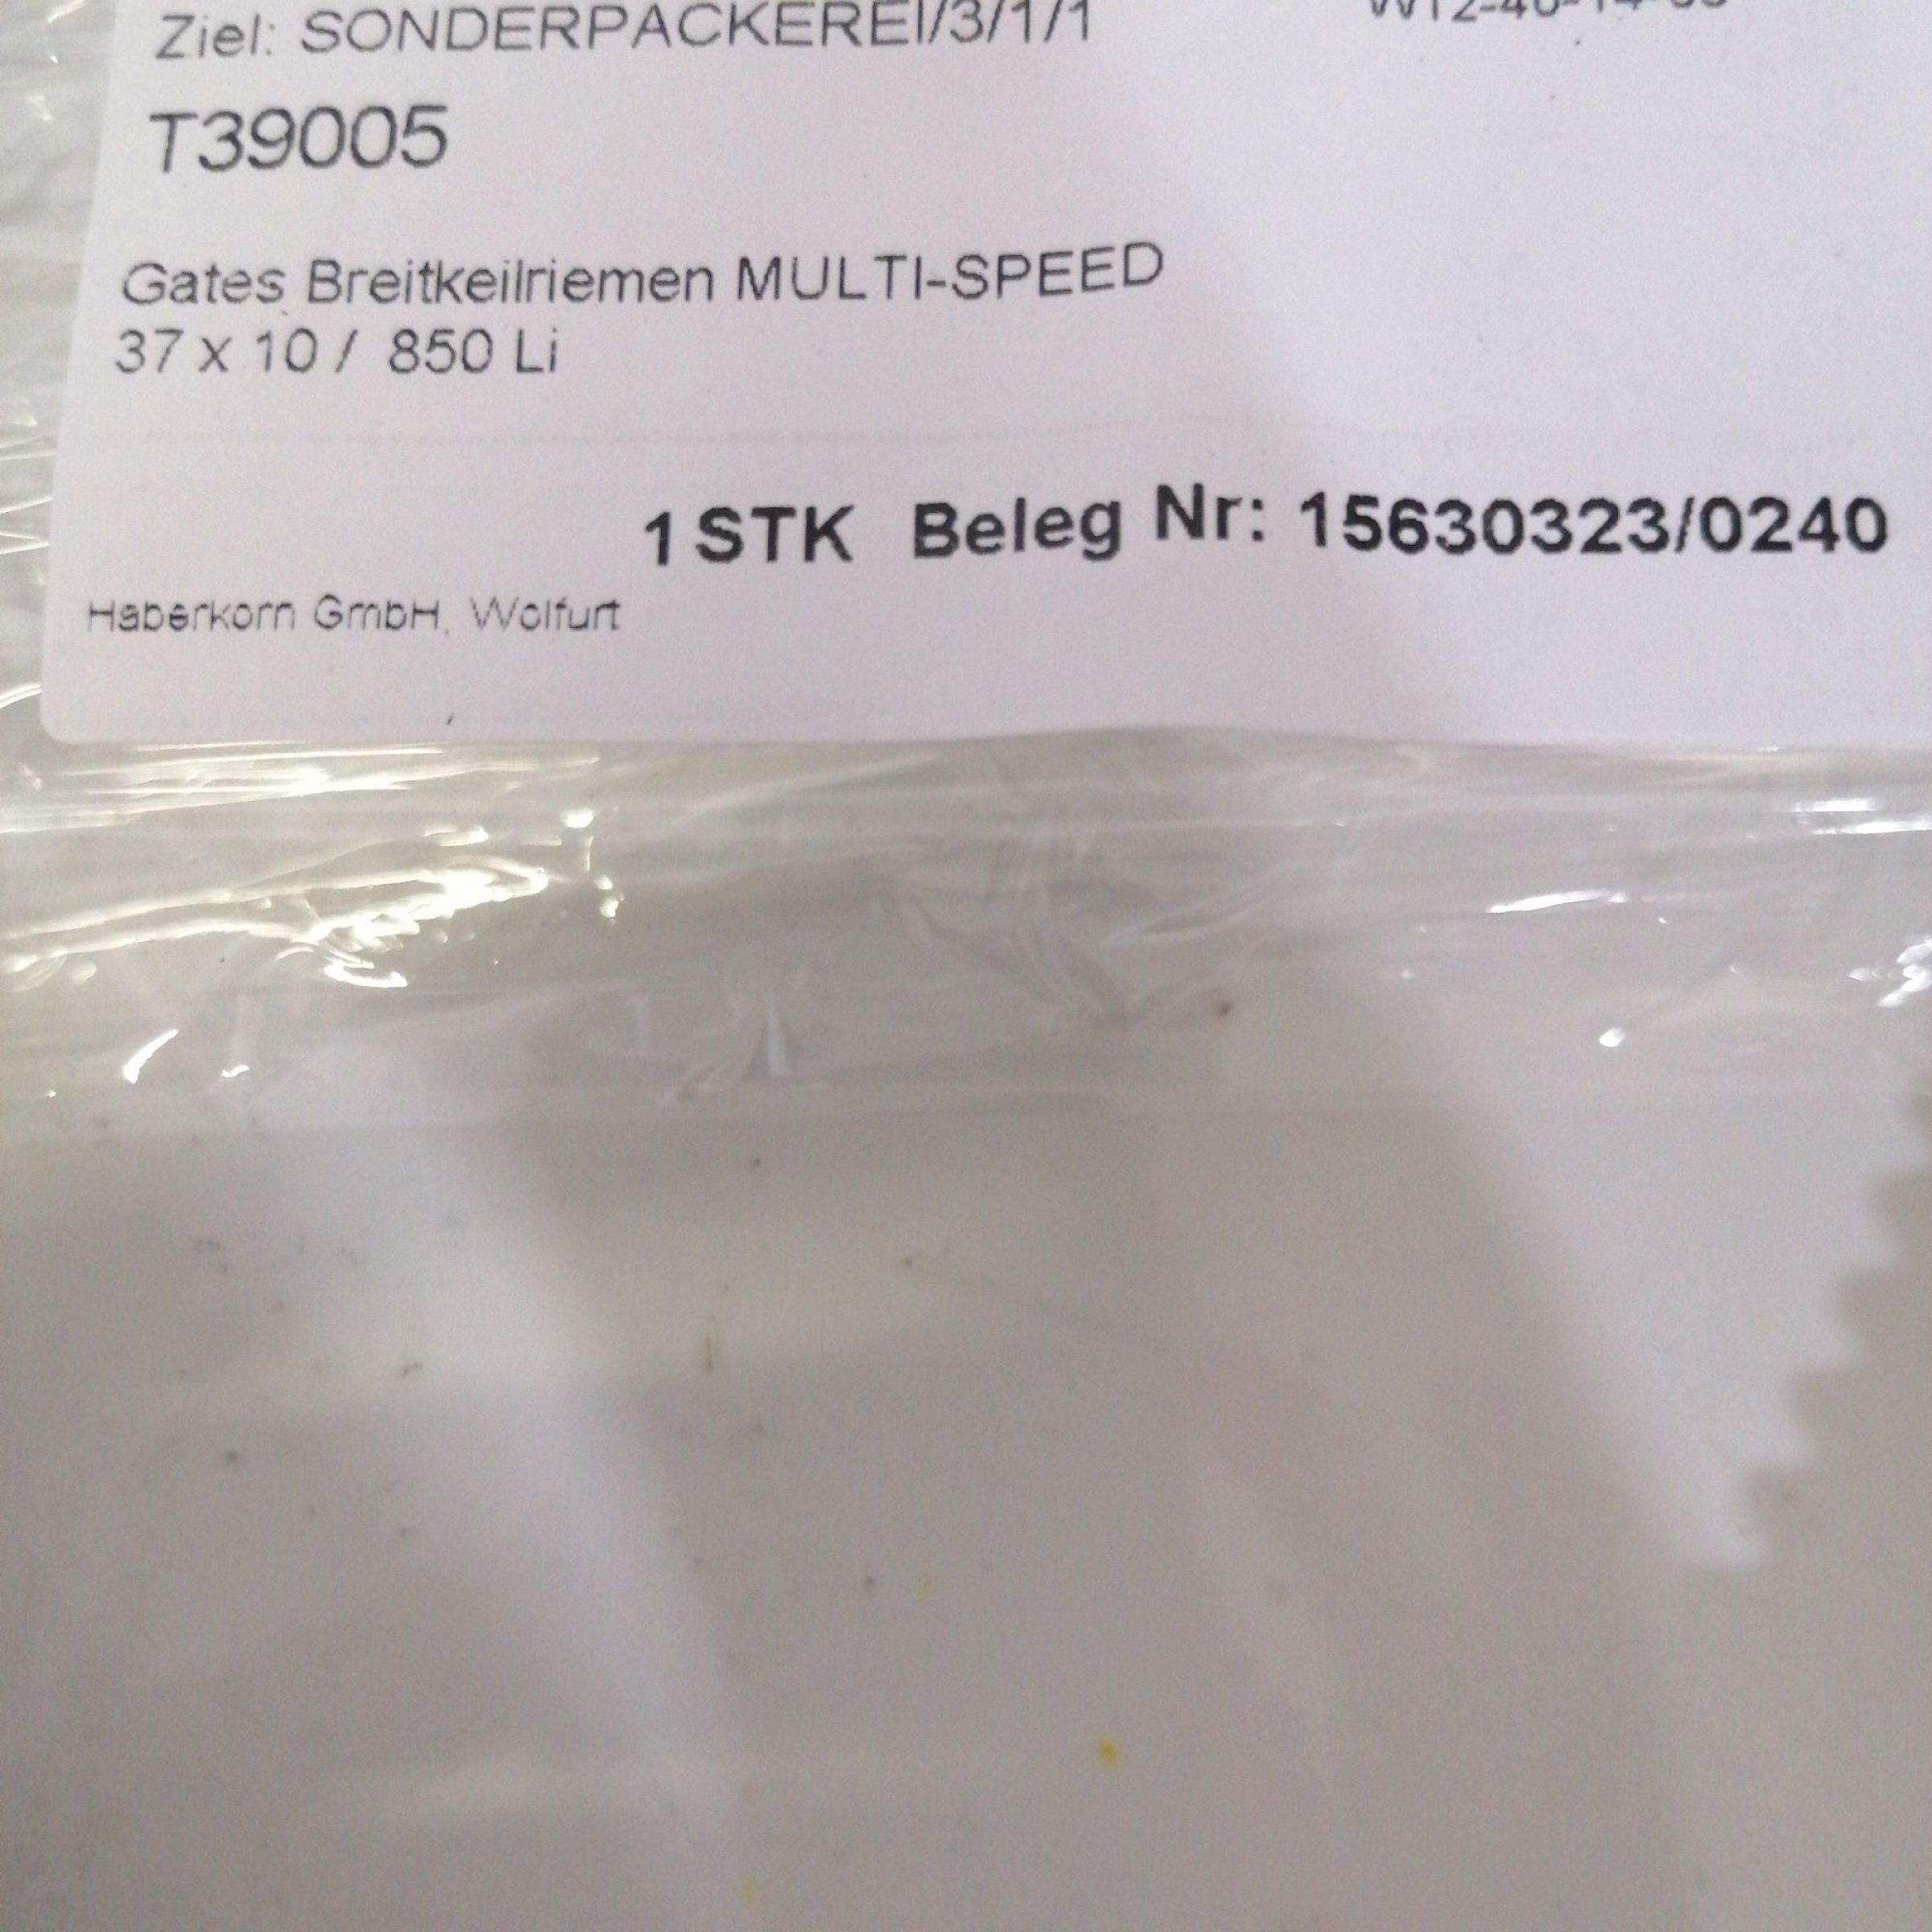 Ziel: SONDERPACKEREI/3/1/1
T39005
Gates Breitkeilriemen MULTI-SPEED
37 x 10 / 850 Li
1 STK Beleg Nr: 15630323/0240
Haberkorn GmbH, Wolfurt